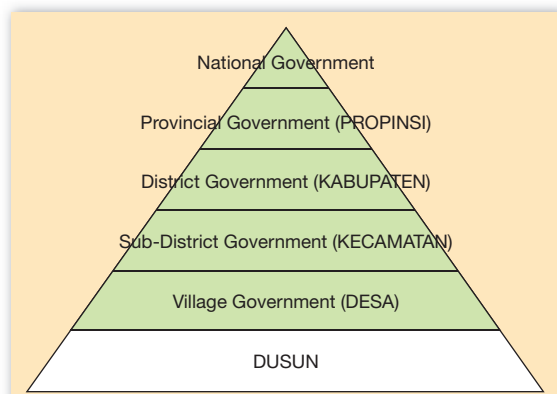 National Government
Provincial Government (PROPINSI)
District Government (KABUPATEN)
Sub-District Government (KECAMATAN)
Village Government (DESA)
DUSUN